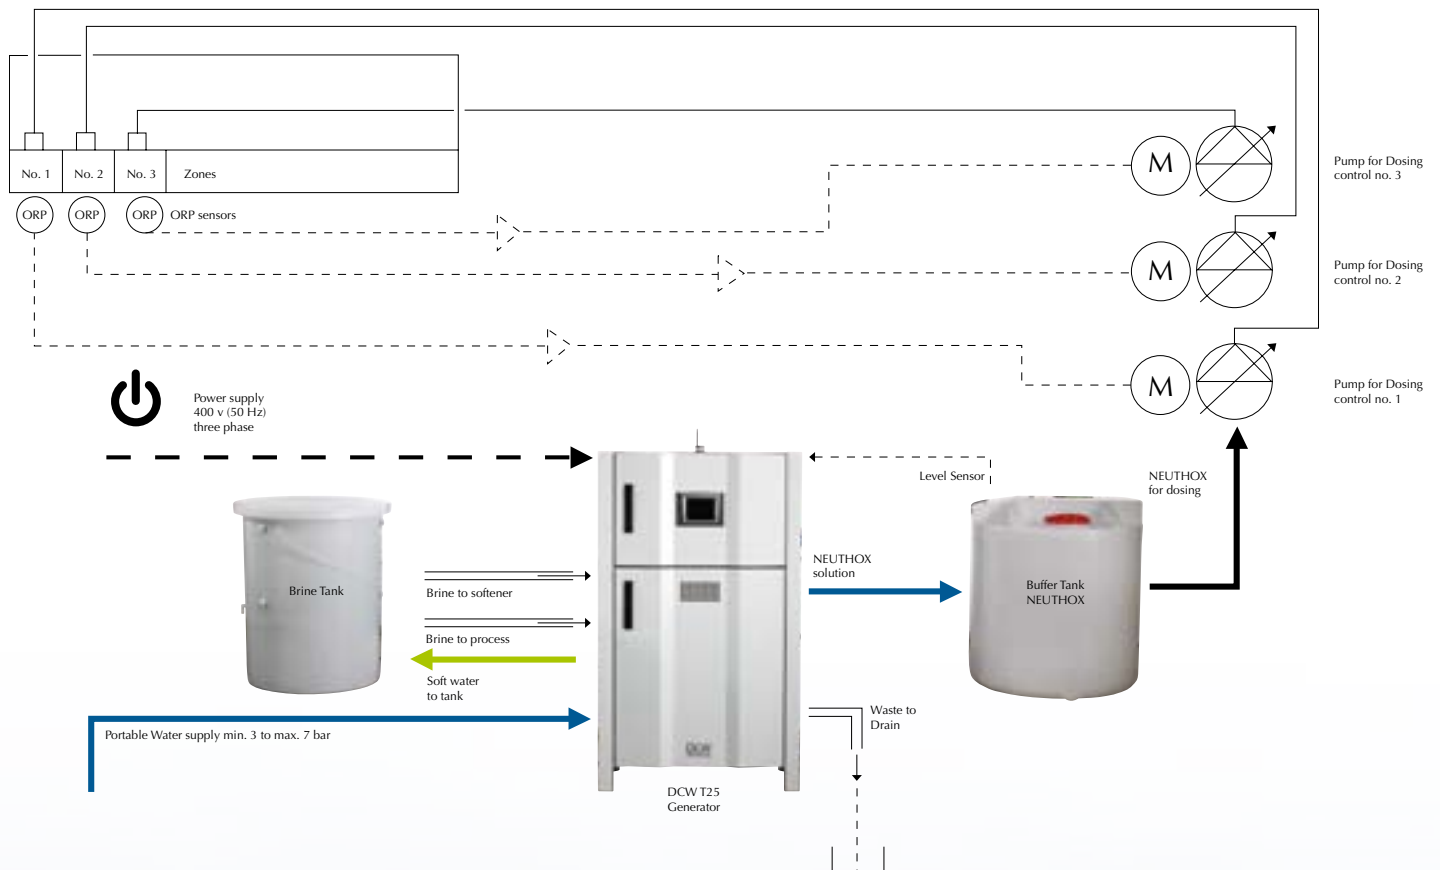 No. 1
No. 2
No. 3
Zones
ORP
ORP
ORP
ORP sensors
M
Pump for Dosing
control no. 3
M
Pump for Dosing
control no. 2
M
Pump for Dosing
control no. 1
Power supply
400 v (50 Hz)
three phase
Level Sensor
NEUTHOX
for dosing
Brine Tank
Brine to softener
Brine to process
Soft water
to tank
NEUTHOX
solution
Buffer Tank
NEUTHOX
Portable Water supply min. 3 to max. 7 bar
Waste to
Drain
DCW
DCW T25
Generator